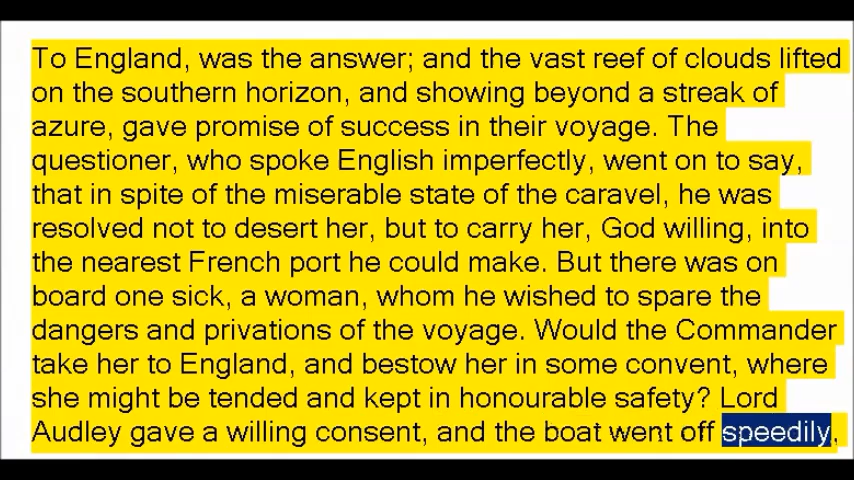 To England, was the answer; and the vast reef of clouds lifted
on the southern horizon, and showing beyond a streak of
azure, gave promise of success in their voyage. The
questioner, who spoke English imperfectly, went on to say,
that in spite of the miserable state of the caravel, he was
resolved not to desert her, but to carry her, God willing, into
the nearest French port he could make. But there was on
board one sick, a woman, whom he wished to spare the
dangers and privations of the voyage. Would the Commander
take her to England, and bestow her in some convent, where
she might be tended and kept in honourable safety? Lord
Audley gave a willing consent, and the boat went off speedily,